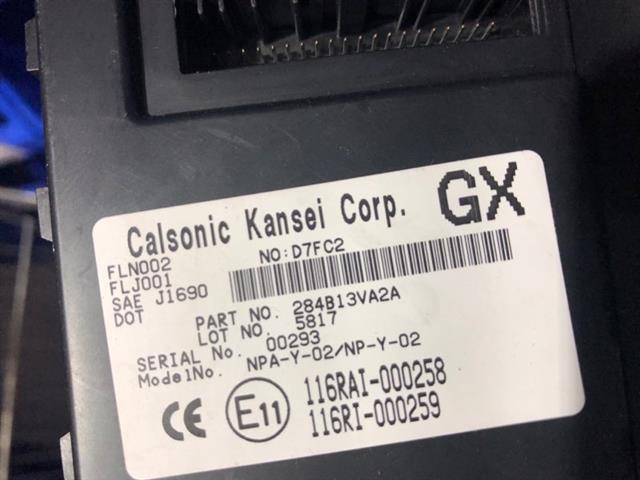 Calsonic Kansei Corp. GX
FLN002 NO:D7FC2
FLJ001
SAE J1690
DOT
PART NO. 284B13VA2A
LOT NO. 5817
SERIAL No. 00293
ModelNo. NPA-Y-02/NP-Y-02
CE E11 116RAI-000258
116RI-000259